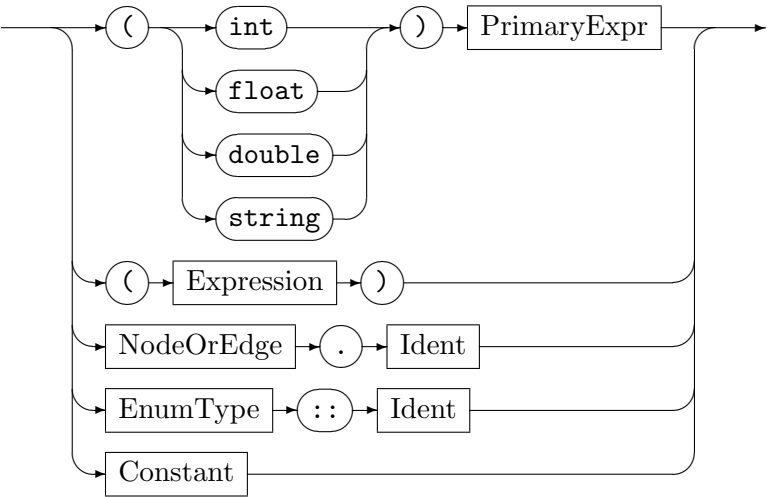 ( int ) PrimaryExpr
float
double
string
( Expression )
NodeOrEdge . Ident
EnumType :: Ident
Constant